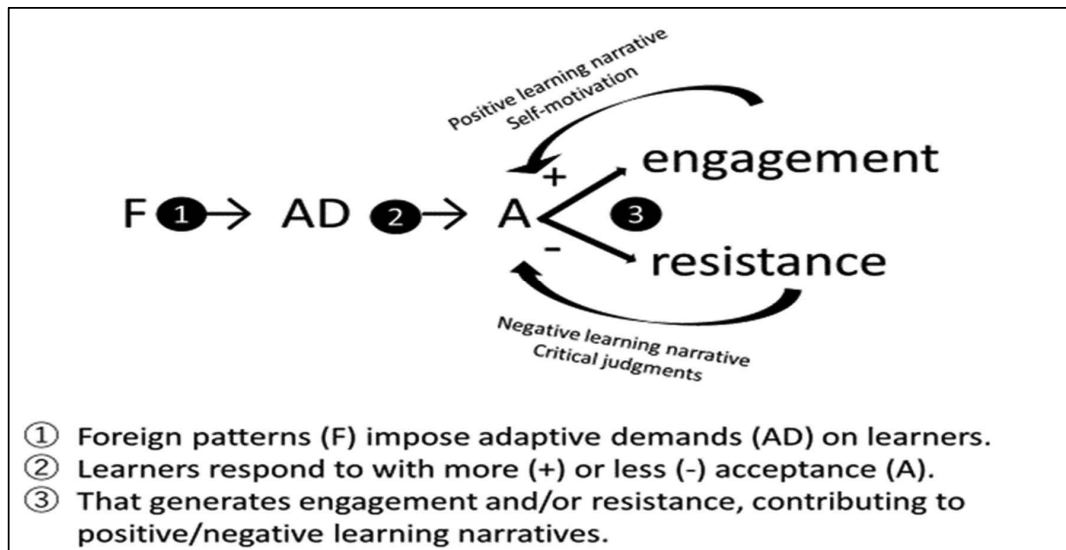 Positive learning narrative
Self-motivation
engagement
+
F ❶→ AD ❷→ A ❸
-
resistance
Negative learning narrative
Critical judgments
① Foreign patterns (F) impose adaptive demands (AD) on learners.
② Learners respond to with more (+) or less (-) acceptance (A).
③ That generates engagement and/or resistance, contributing to
positive/negative learning narratives.